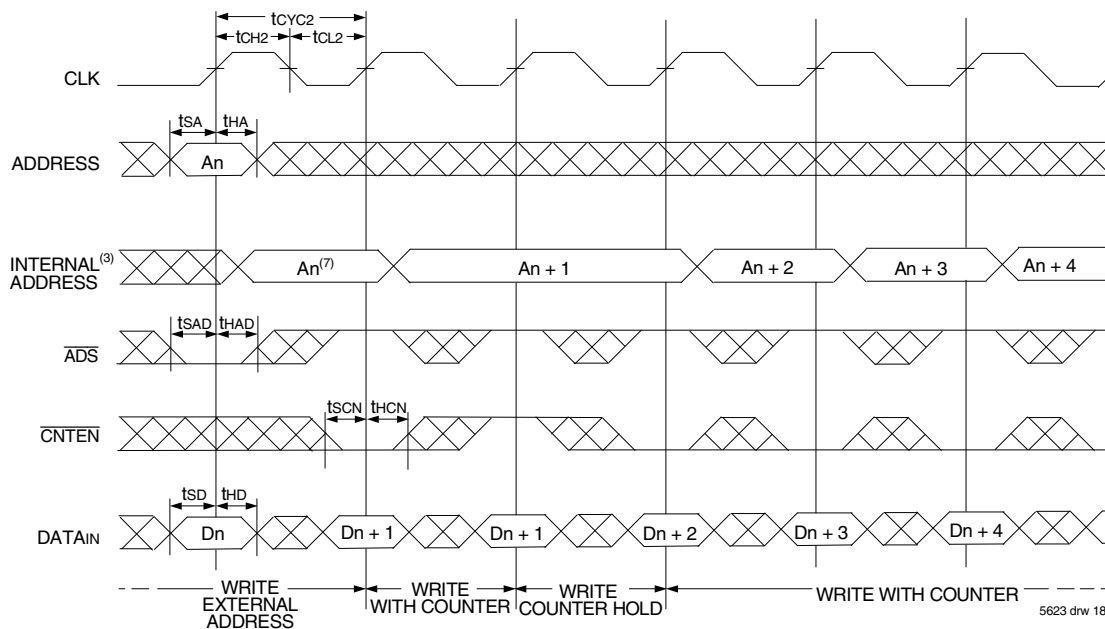 tCYC2
tCH2 tCL2
CLK
tSA tHA
ADDRESS An
INTERNAL(3)
ADDRESS
An(7) An + 1 An + 2 An + 3 An + 4
tSAD tHAD
ADS
tSCN tHCN
CNTEN
tSD tHD
DATAIN Dn Dn + 1 Dn + 1 Dn + 2 Dn + 3 Dn + 4
WRITE
EXTERNAL
ADDRESS
WRITE
WITH COUNTER
WRITE
COUNTER HOLD
WRITE WITH COUNTER
5623 drw 18